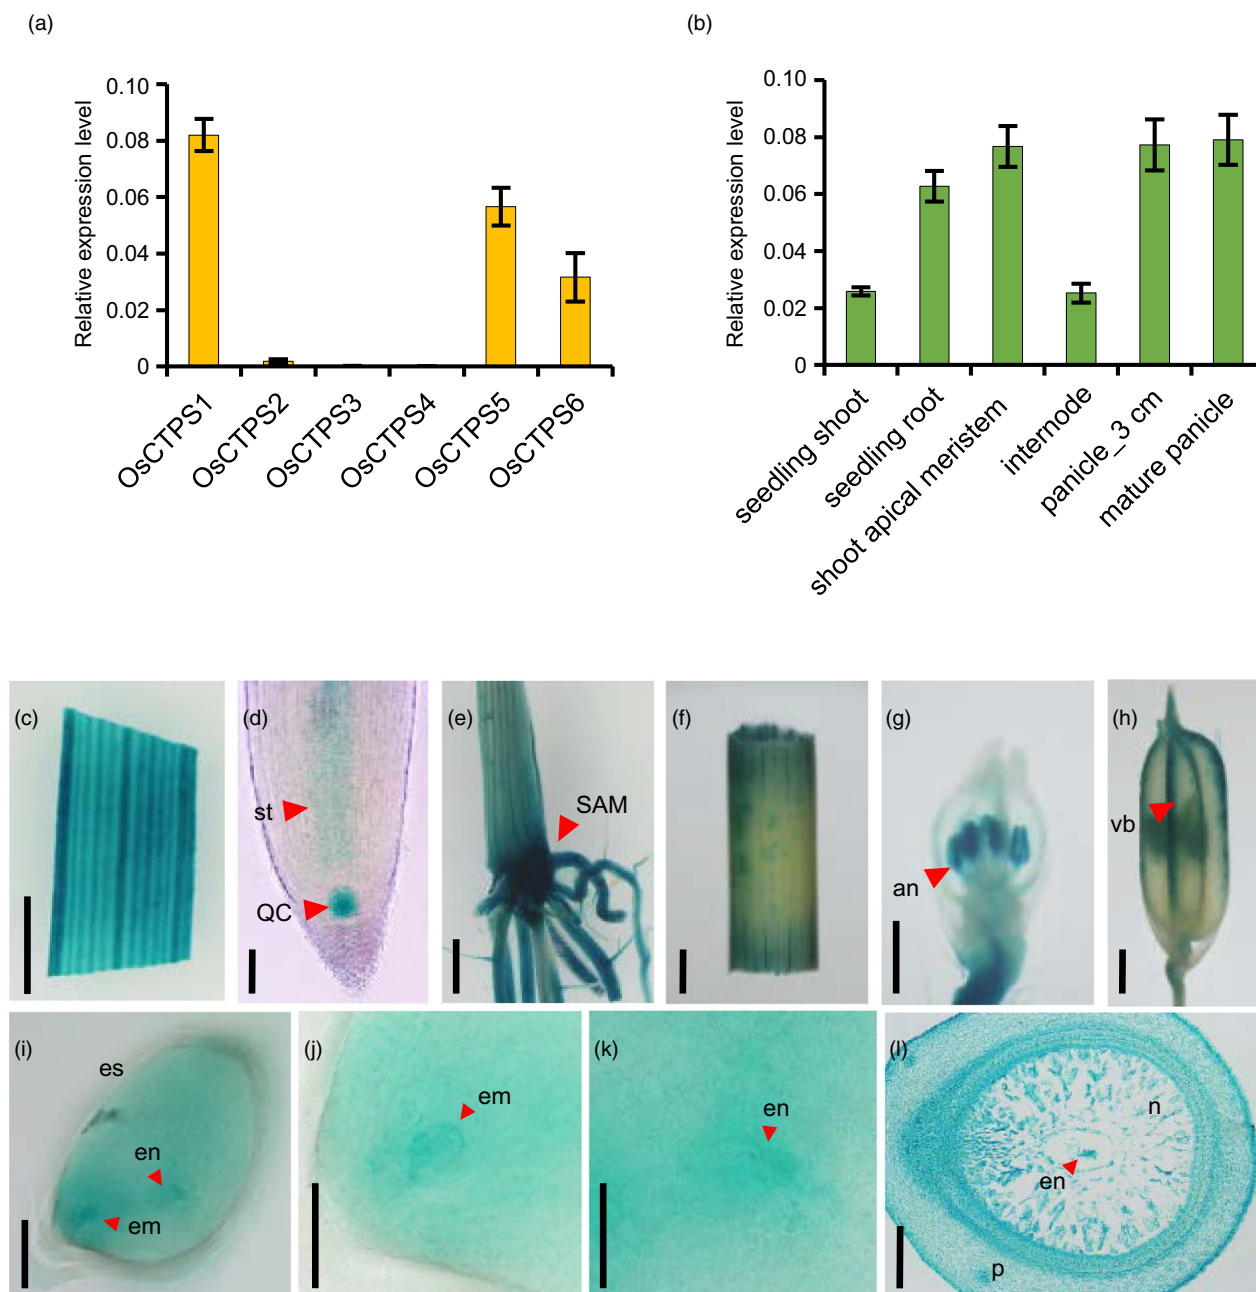 (a)
Relative expression level
0.10
0.08
0.06
0.04
0.02
0
OsCTPS1
OsCTPS2
OsCTPS3
OsCTPS4
OsCTPS5
OsCTPS6
(b)
Relative expression level
0.10
0.08
0.06
0.04
0.02
0
seedling shoot
seedling root
shoot apical meristem
internode
panicle_3 cm
mature panicle
(c)
(d)
st
QC
(e)
SAM
(f)
(g)
an
(h)
vb
(i)
es
en
em
(j)
em
(k)
en
(l)
n
en
p